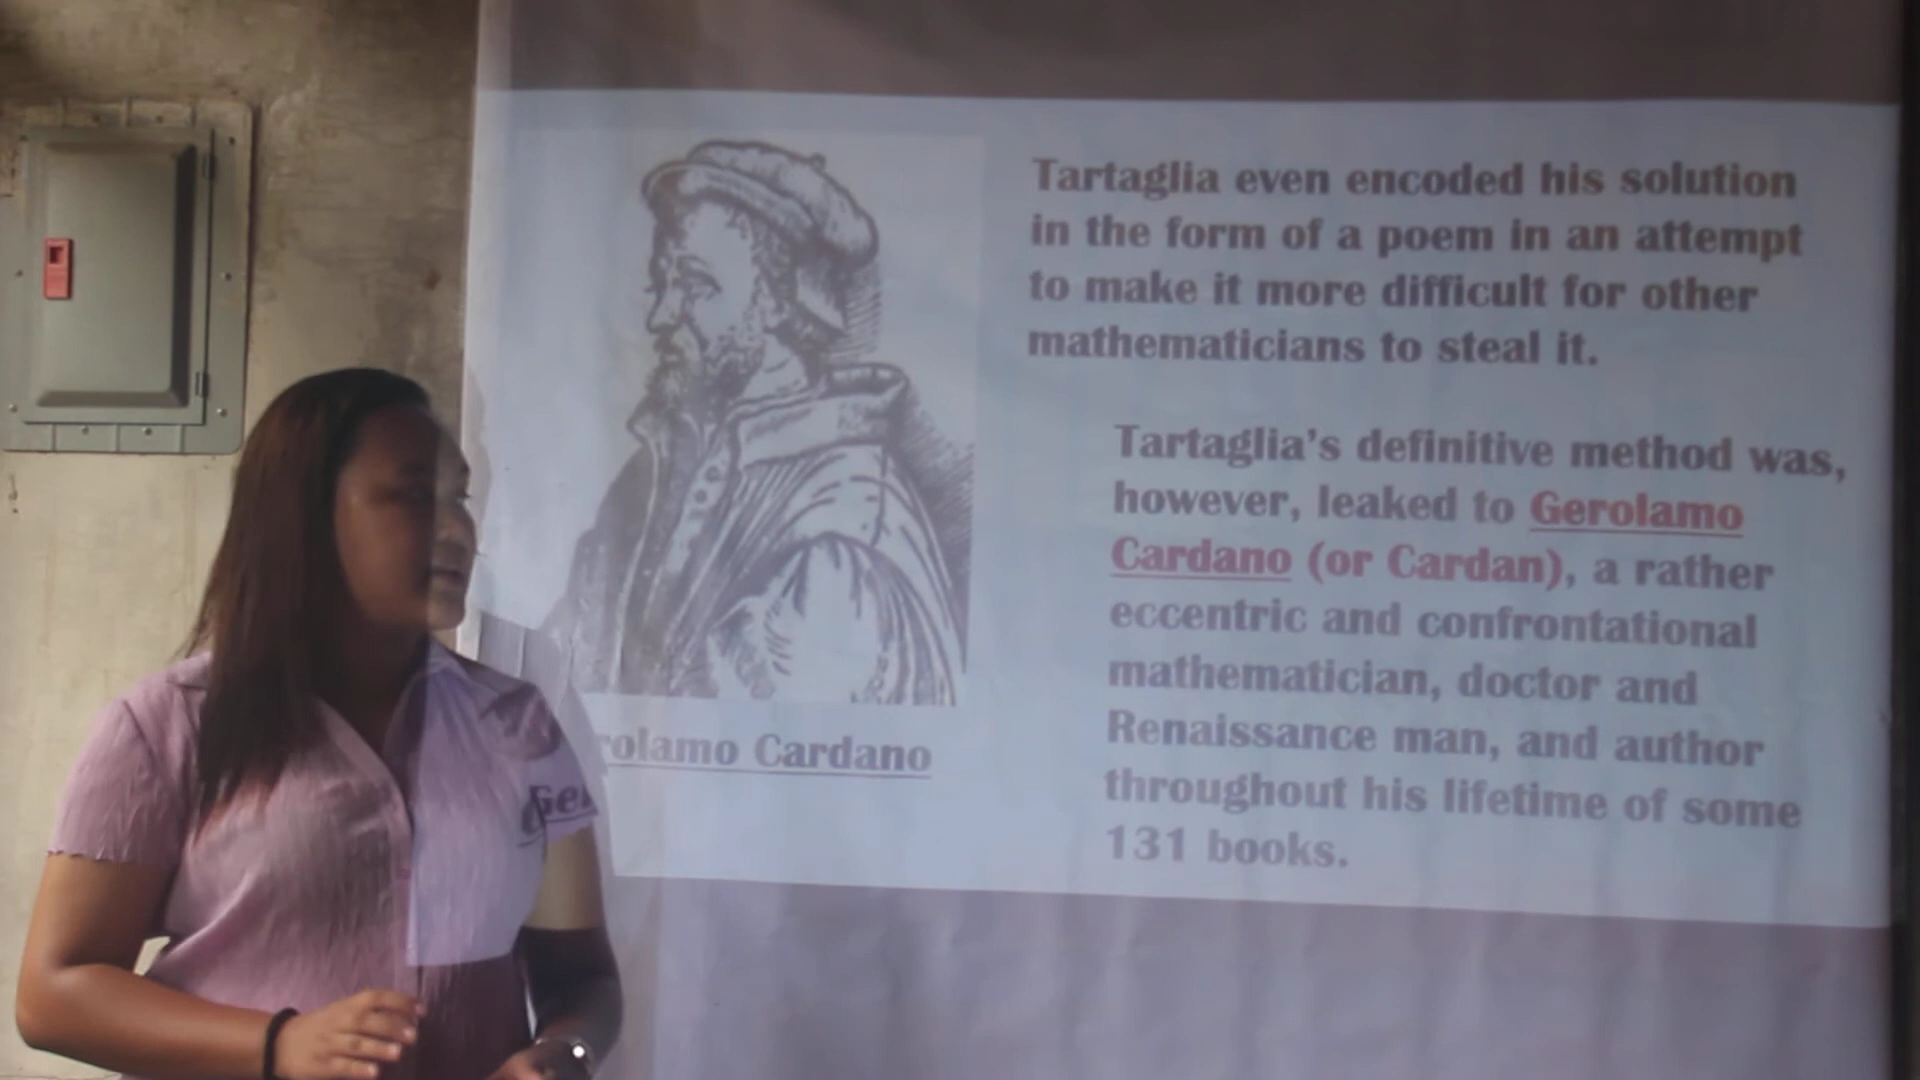 Tartaglia even encoded his solution
in the form of a poem in an attempt
to make it more difficult for other
mathematicians to steal it.
Tartaglia's definitive method was,
however, leaked to Gerolamo
Cardano (or Cardan), a rather
eccentric and confrontational
mathematician, doctor and
Renaissance man, and author
throughout his lifetime of some
131 books.
Gerolamo Cardano